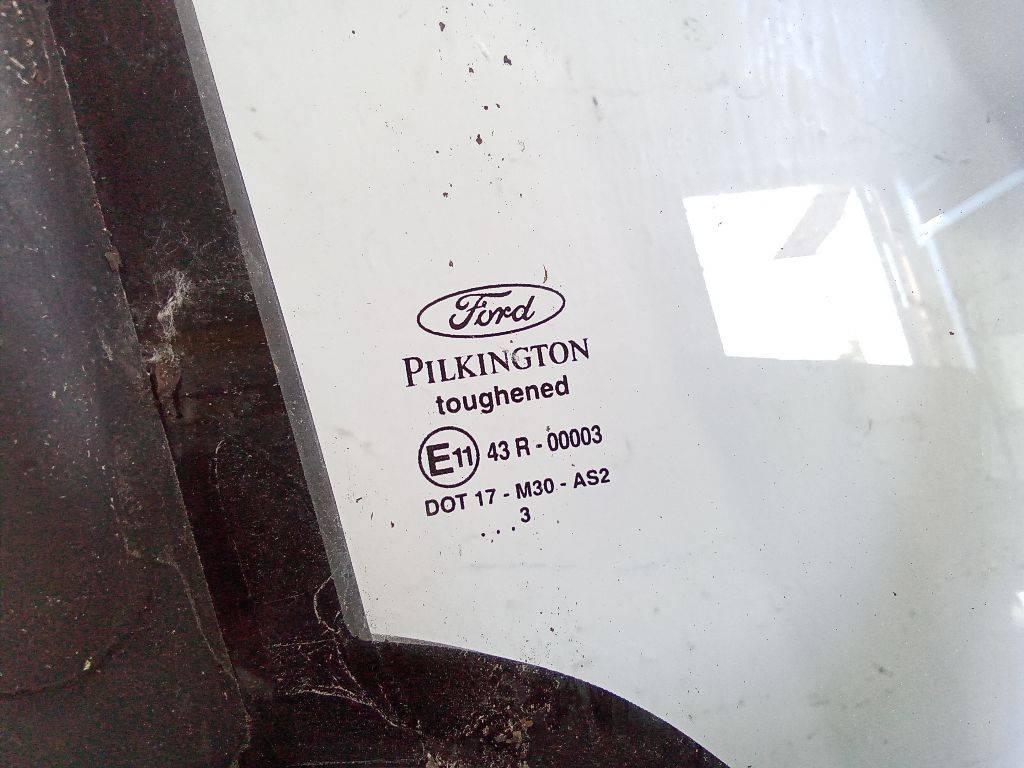 Ford
PILKINGTON
toughened
E11 43 R - 00003
DOT 17 - M30 - AS2
. . . 3